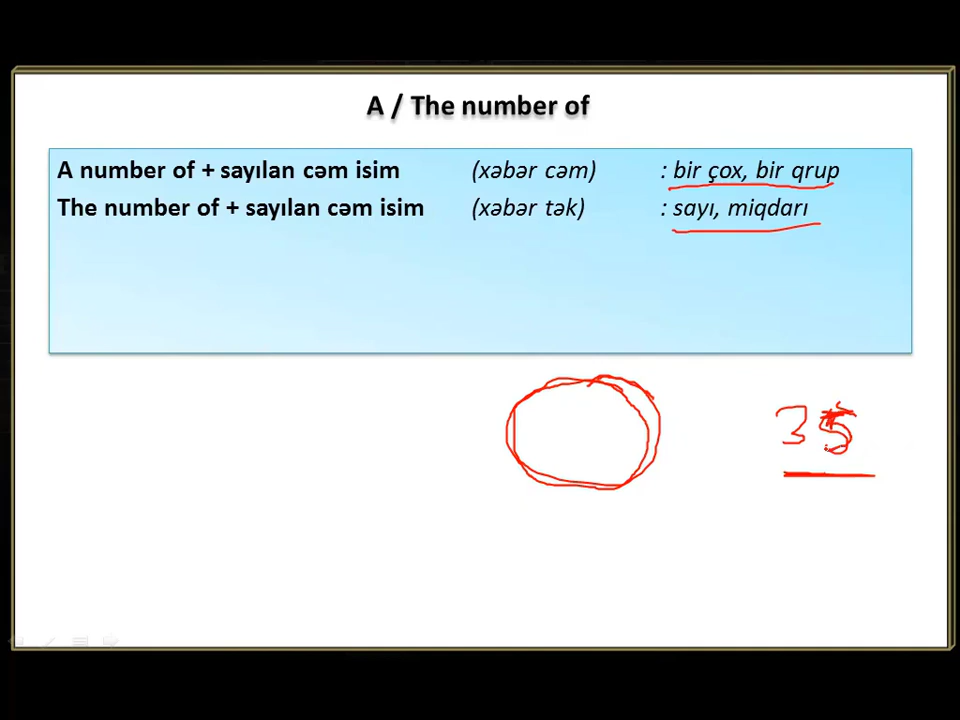 A / The number of
A number of + sayılan cəm isim (xəbər cəm) : bir çox, bir qrup
The number of + sayılan cəm isim (xəbər tək) : sayı, miqdarı
35